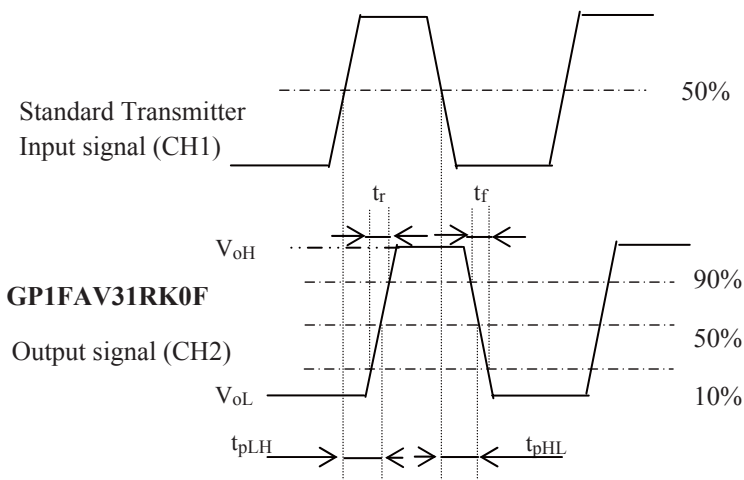 50%
Standard Transmitter
Input signal (CH1)
tr tf
VoH
90%
GP1FAV31RK0F
50%
Output signal (CH2)
VoL 10%
tpLH tpHL